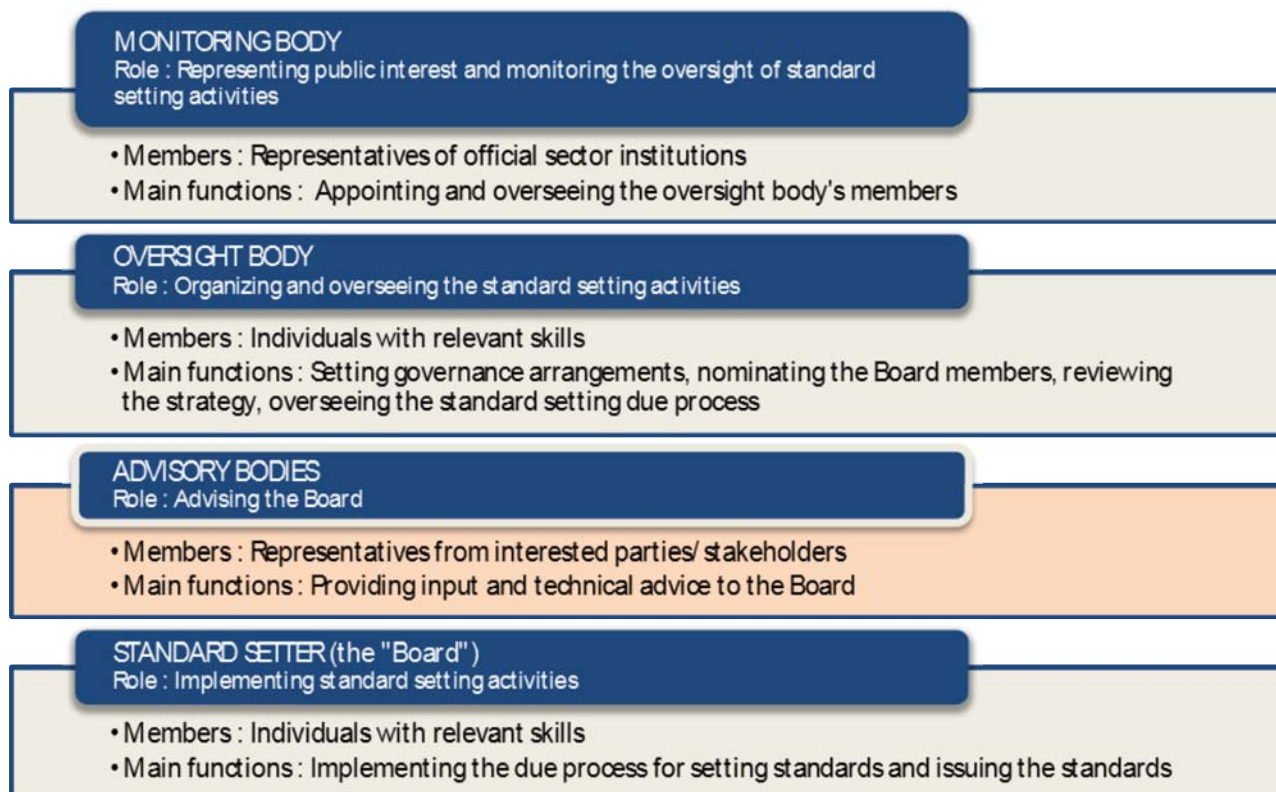 MONITORING BODY
Role : Representing public interest and monitoring the oversight of standard
setting activities
• Members : Representatives of official sector institutions
• Main functions : Appointing and overseeing the oversight body's members
OVERSIGHT BODY
Role : Organizing and overseeing the standard setting activities
• Members : Individuals with relevant skills
• Main functions : Setting governance arrangements, nominating the Board members, reviewing
the strategy, overseeing the standard setting due process
ADVISORY BODIES
Role : Advising the Board
• Members : Representatives from interested parties/ stakeholders
• Main functions : Providing input and technical advice to the Board
STANDARD SETTER (the "Board")
Role : Implementing standard setting activities
• Members : Individuals with relevant skills
• Main functions : Implementing the due process for setting standards and issuing the standards